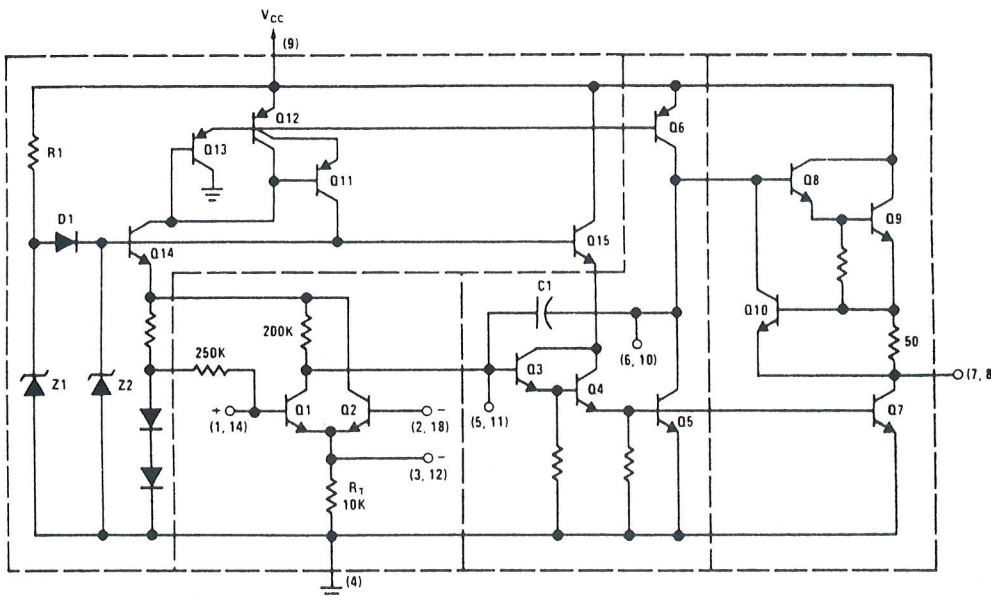 VCC
(9)
Q12
Q6
R1
Q13
Q11
Q8
D1
Q9
Q14
Q15
C1
200K
Q10
250K
(6, 10)
50
Z1
Z2
Q3
Q4
(7, 8
+
Q1
Q2
−
(1, 14)
(2, 18)
(5, 11)
Q5
Q7
−
(3, 12)
RT
10K
(4)